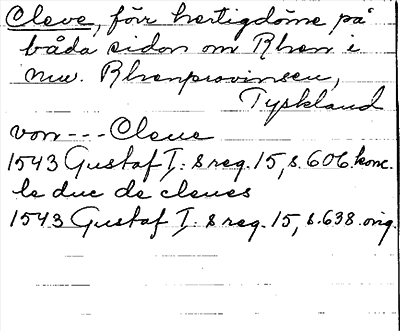 Cleve, förr hertigdöme på
båda sidor om Rhen i
nuv. Rhenprovinsen,
Tyskland
von --- Cleve
1543 Gustaf I:s reg. 15, s. 606 konc.
le duc de cleves
1543 Gustaf I:s reg. 15, s. 638. orig.